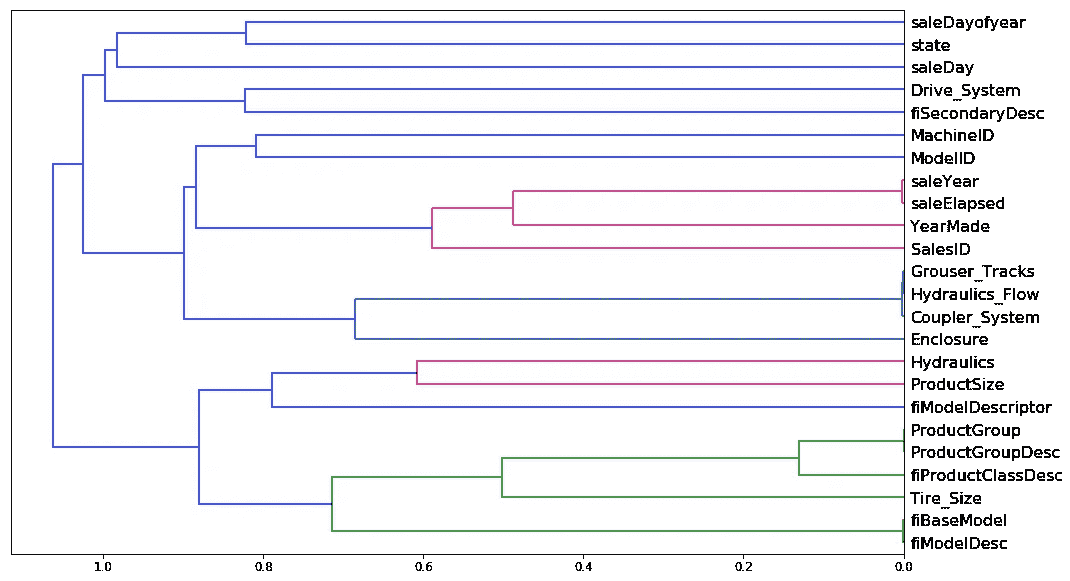 saleDayofyear
state
saleDay
Drive_System
fiSecondaryDesc
MachineID
ModelID
saleYear
saleElapsed
YearMade
SalesID
Grouser_Tracks
Hydraulics_Flow
Coupler_System
Enclosure
Hydraulics
ProductSize
fiModelDescriptor
ProductGroup
ProductGroupDesc
fiProductClassDesc
Tire_Size
fiBaseModel
fiModelDesc
1.0 0.8 0.6 0.4 0.2 0.0